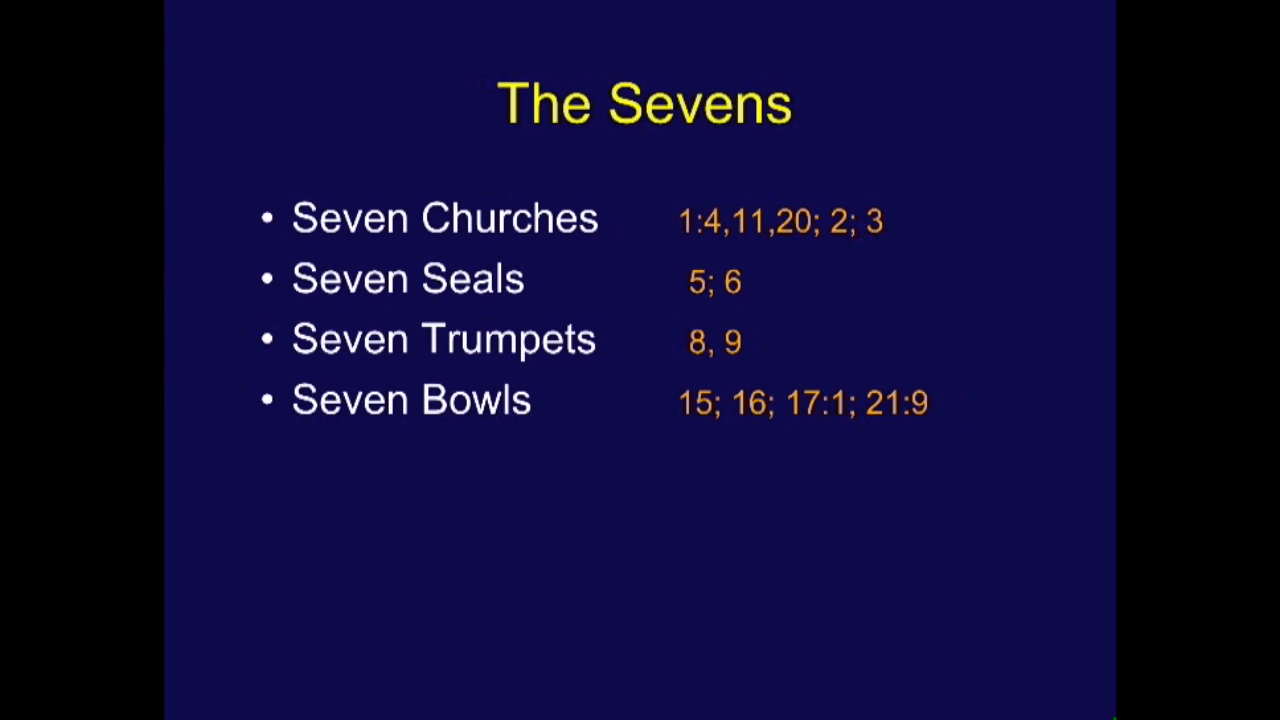 The Sevens
• Seven Churches 1:4,11,20; 2; 3
• Seven Seals 5; 6
• Seven Trumpets 8, 9
• Seven Bowls 15; 16; 17:1; 21:9